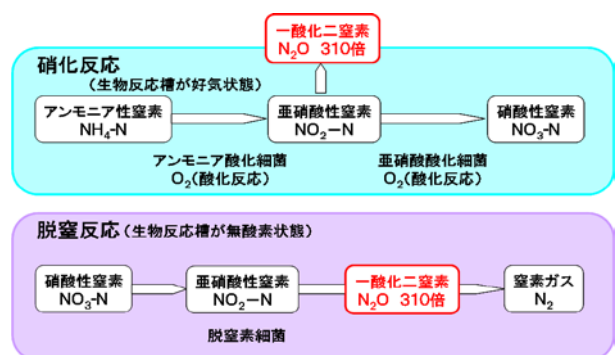 一酸化二窒素
N₂O 310倍
硝化反応
(生物反応槽が好気状態)
アンモニア性窒素
NH₄-N
亜硝酸性窒素
NO₂－N
硝酸性窒素
NO₃-N
アンモニア酸化細菌
O₂(酸化反応)
亜硝酸酸化細菌
O₂(酸化反応)
脱窒反応(生物反応槽が無酸素状態)
硝酸性窒素
NO₃-N
亜硝酸性窒素
NO₂－N
一酸化二窒素
N₂O 310倍
窒素ガス
N₂
脱窒素細菌